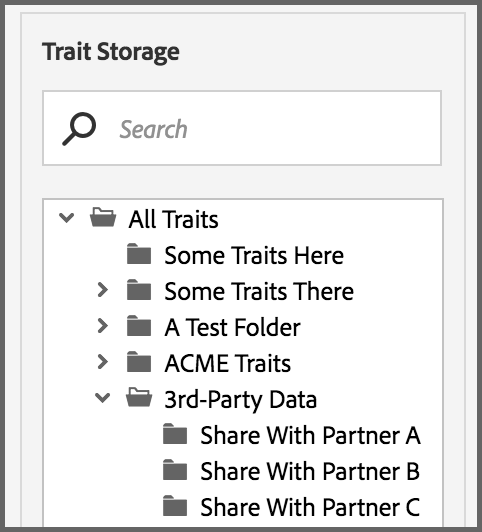 Trait Storage
Search
All Traits
Some Traits Here
Some Traits There
A Test Folder
ACME Traits
3rd-Party Data
Share With Partner A
Share With Partner B
Share With Partner C